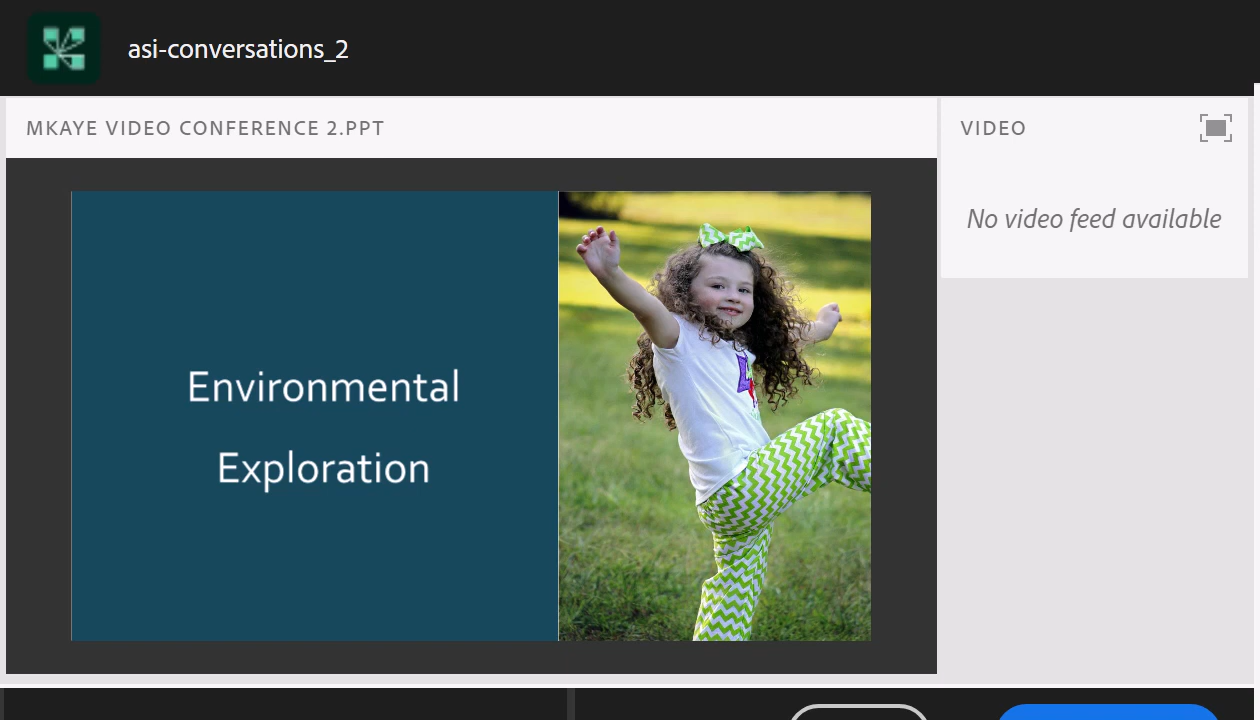 asi-conversations_2
MKAYE VIDEO CONFERENCE 2.PPT
VIDEO
No video feed available
Environmental
Exploration